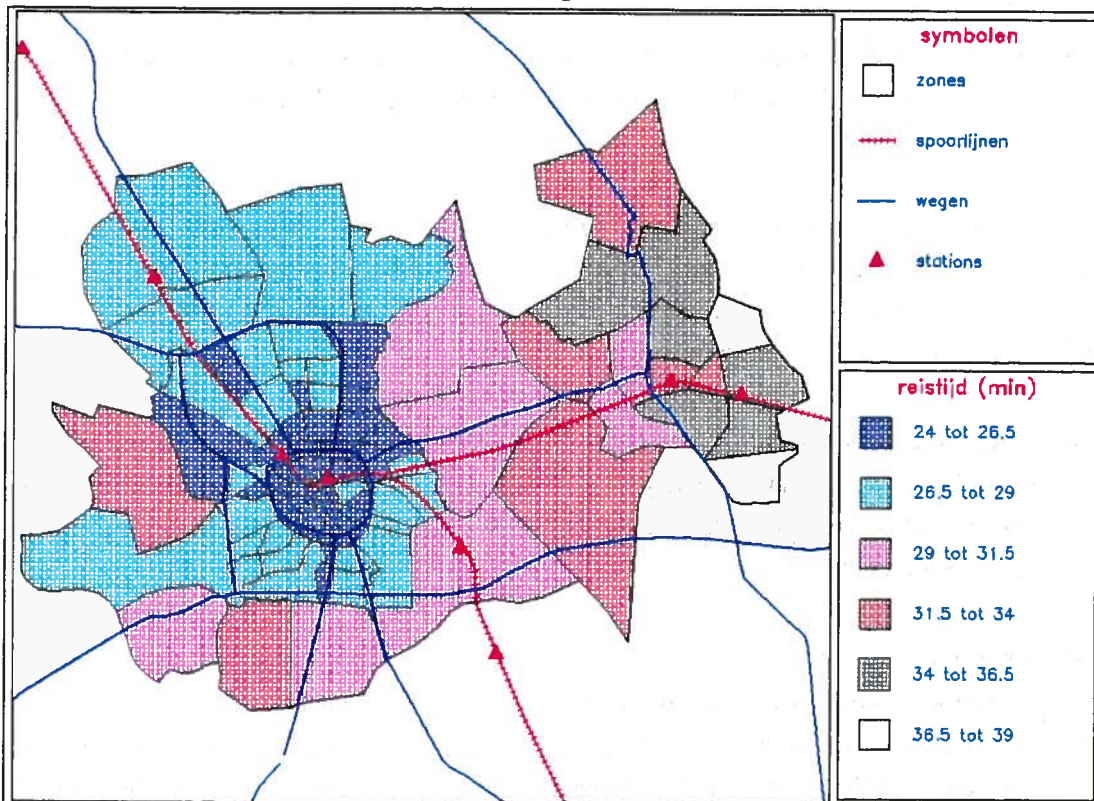 symbolen
zones
spoorlijnen
wegen
stations
reistijd (min)
24 tot 26.5
26.5 tot 29
29 tot 31.5
31.5 tot 34
34 tot 36.5
36.5 tot 39